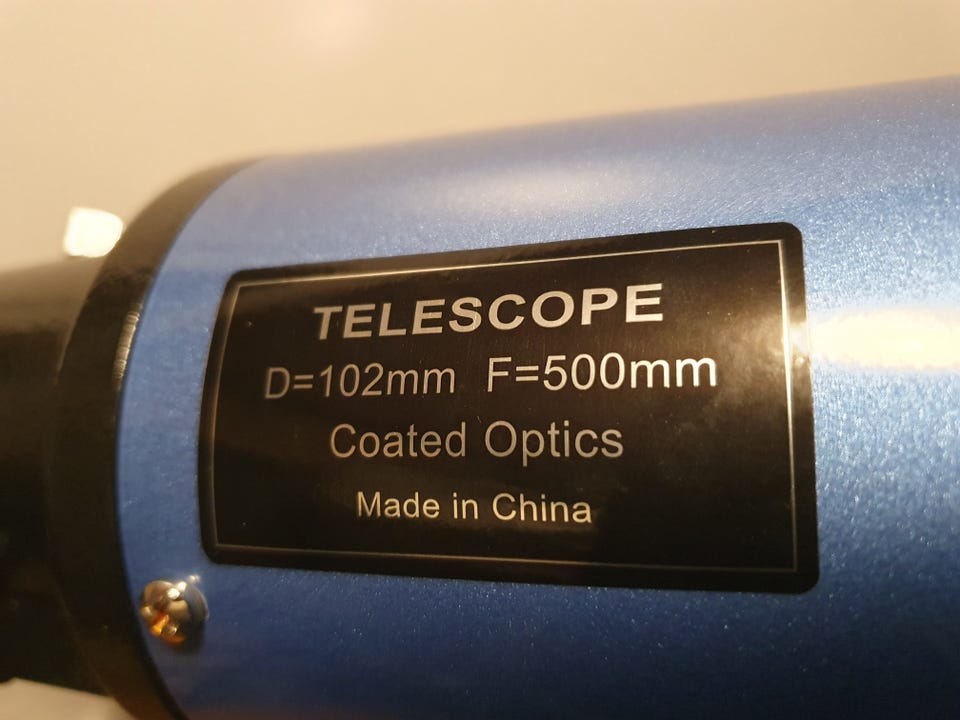 TELESCOPE
D=102mm F=500mm
Coated Optics
Made in China